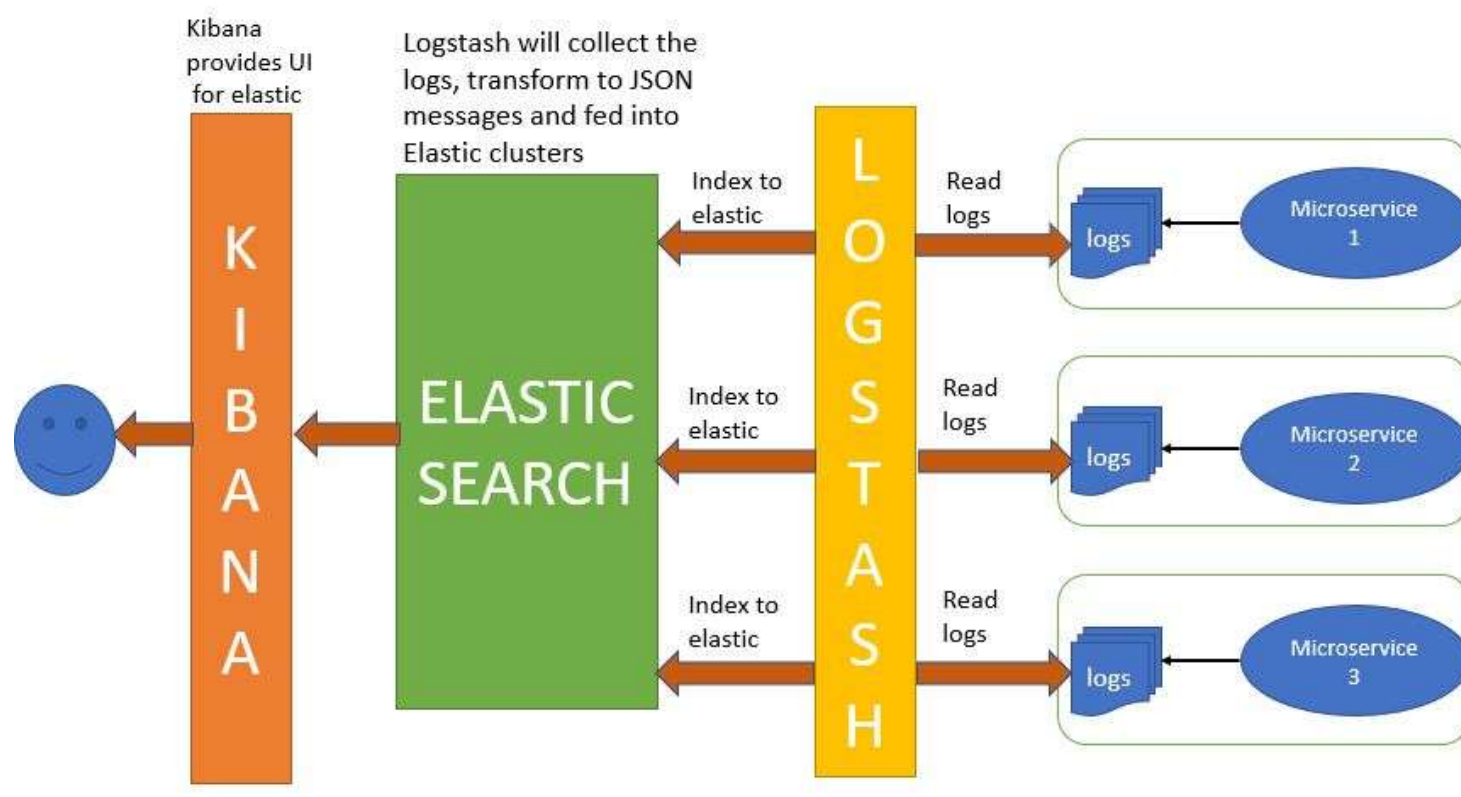 Kibana
provides UI
for elastic
Logstash will collect the
logs, transform to JSON
messages and fed into
Elastic clusters
KIBANA
ELASTIC
SEARCH
Index to
elastic
Index to
elastic
Index to
elastic
LOGSTASH
Read
logs
Read
logs
Read
logs
logs
Microservice
1
logs
Microservice
2
logs
Microservice
3